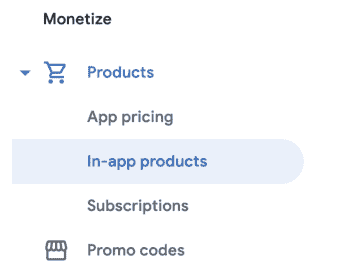 Monetize
Products
App pricing
In-app products
Subscriptions
Promo codes